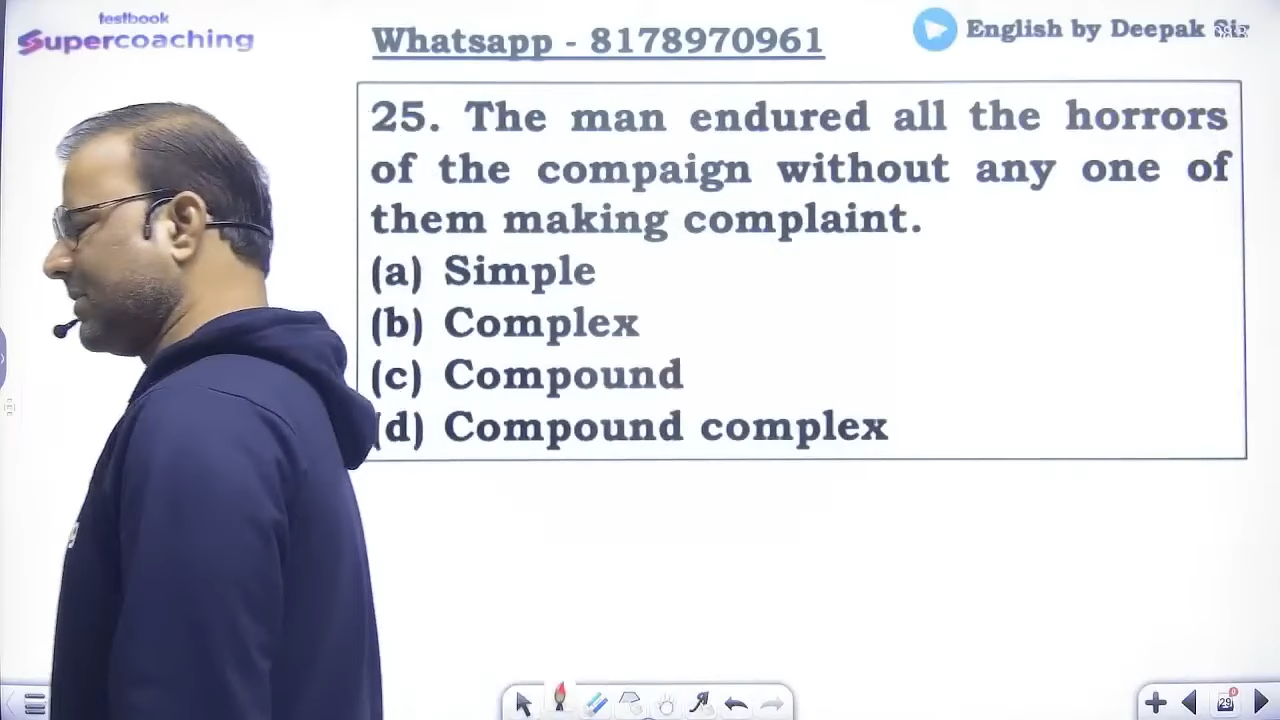 testbook
Supercoaching
Whatsapp - 8178970961
English by Deepak Sir
25. The man endured all the horrors
of the compaign without any one of
them making complaint.
(a) Simple
(b) Complex
(c) Compound
(d) Compound complex
29